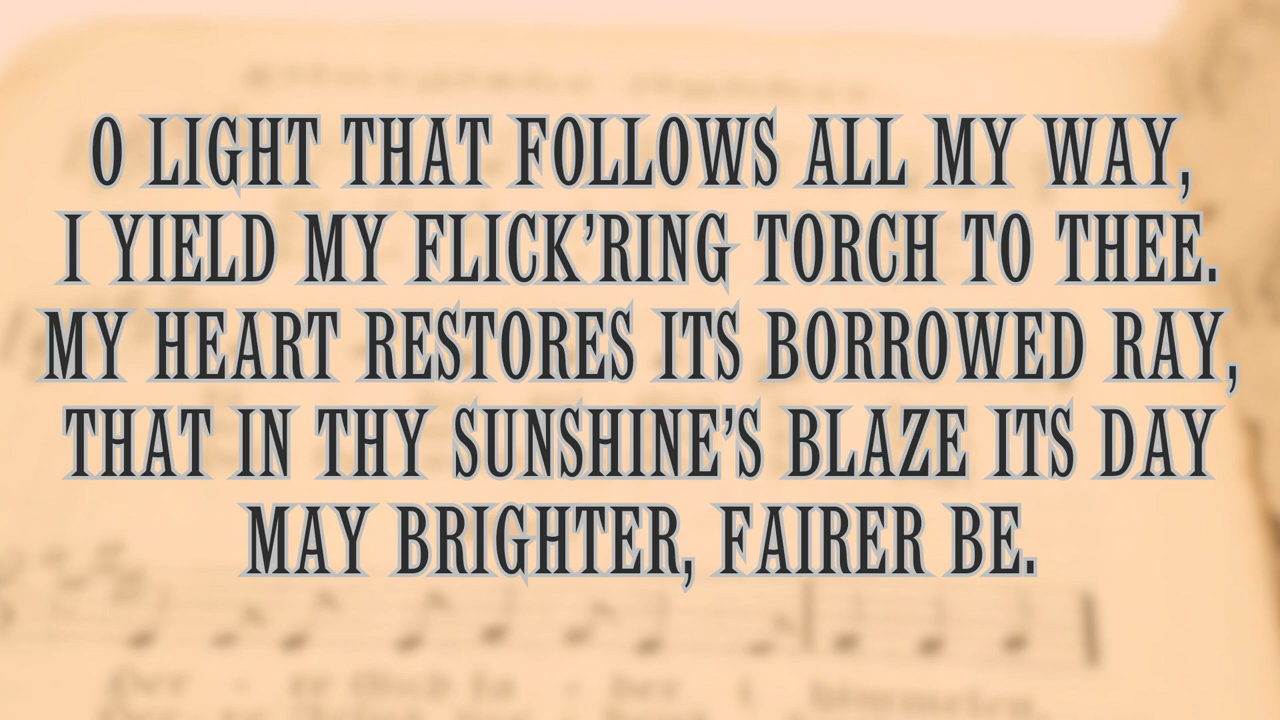 O LIGHT THAT FOLLOWS ALL MY WAY,
I YIELD MY FLICK’RING TORCH TO THEE.
MY HEART RESTORES ITS BORROWED RAY,
THAT IN THY SUNSHINE’S BLAZE ITS DAY
MAY BRIGHTER, FAIRER BE.